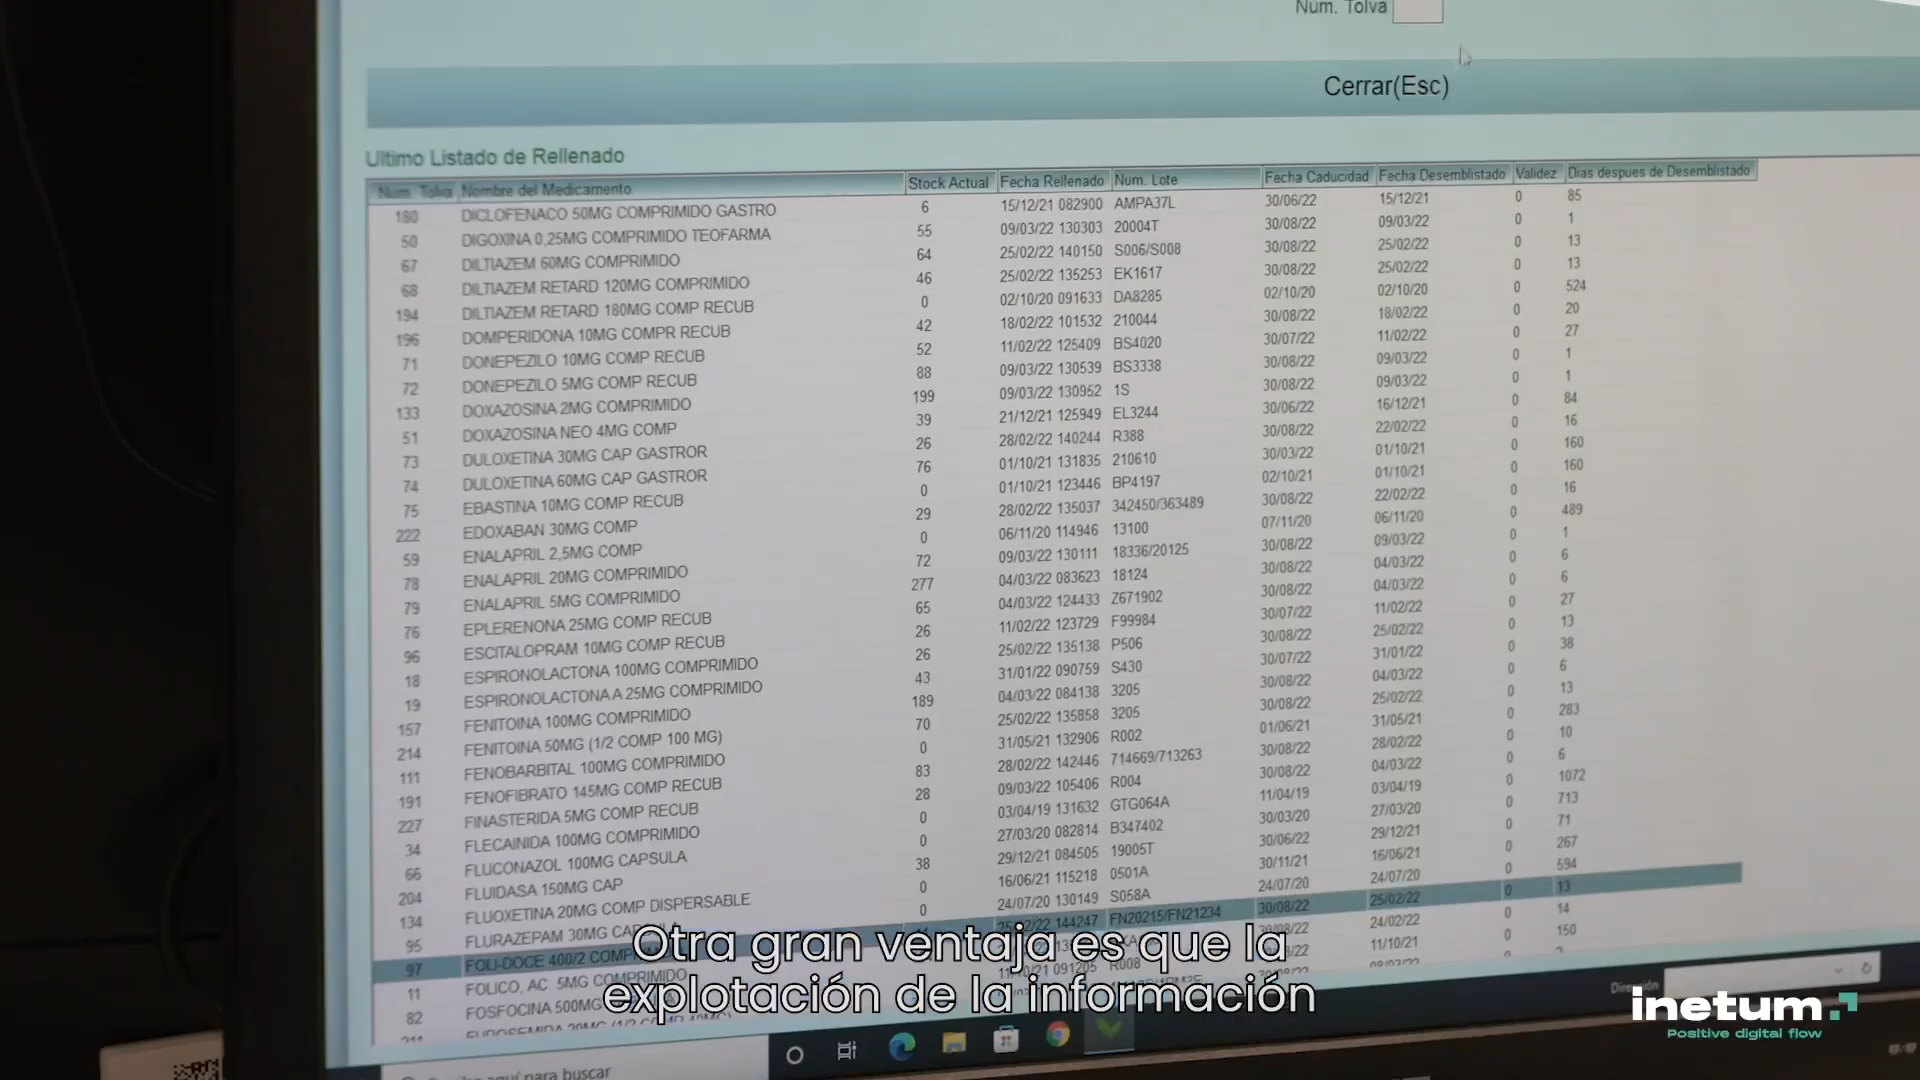 Num. Tolva
Cerrar(Esc)
Ultimo Listado de Rellenado
Num. Tolva Nombre del Medicamento Stock Actual Fecha Rellenado Num. Lote Fecha Caducidad Fecha Desemblistado Validez Dias despues de Desemblistado
180 DICLOFENACO 50MG COMPRIMIDO GASTRO 6 15/12/21 082900 AMPA37L 30/06/22 15/12/21 0 85
50 DIGOXINA 0,25MG COMPRIMIDO TEOFARMA 55 09/03/22 130303 20004T 30/08/22 09/03/22 0 1
67 DILTIAZEM 60MG COMPRIMIDO 64 25/02/22 140150 S006/S008 30/08/22 25/02/22 0 13
68 DILTIAZEM RETARD 120MG COMPRIMIDO 46 25/02/22 135253 EK1617 30/08/22 25/02/22 0 13
194 DILTIAZEM RETARD 180MG COMP RECUB 0 02/10/20 091633 DA8285 02/10/20 02/10/20 0 524
196 DOMPERIDONA 10MG COMPR RECUB 42 18/02/22 101532 210044 30/08/22 18/02/22 0 20
71 DONEPEZILO 10MG COMP RECUB 52 11/02/22 125409 BS4020 30/07/22 11/02/22 0 27
72 DONEPEZILO 5MG COMP RECUB 88 09/03/22 130539 BS3338 30/08/22 09/03/22 0 1
133 DOXAZOSINA 2MG COMPRIMIDO 199 09/03/22 130952 1S 30/08/22 09/03/22 0 1
51 DOXAZOSINA NEO 4MG COMP 39 21/12/21 125949 EL3244 30/06/22 16/12/21 0 84
73 DULOXETINA 30MG CAP GASTROR 26 28/02/22 140244 R388 30/08/22 22/02/22 0 16
74 DULOXETINA 60MG CAP GASTROR 76 01/10/21 131835 210610 30/03/22 01/10/21 0 160
75 EBASTINA 10MG COMP RECUB 0 01/10/21 123446 BP4197 02/10/21 01/10/21 0 160
222 EDOXABAN 30MG COMP 29 28/02/22 135037 342450/363489 30/08/22 22/02/22 0 16
59 ENALAPRIL 2,5MG COMP 0 06/11/20 114946 13100 07/11/20 06/11/20 0 489
78 ENALAPRIL 20MG COMPRIMIDO 72 09/03/22 130111 18336/20125 30/08/22 09/03/22 0 1
79 ENALAPRIL 5MG COMPRIMIDO 277 04/03/22 083623 18124 30/08/22 04/03/22 0 6
76 EPLERENONA 25MG COMP RECUB 65 04/03/22 124433 Z671902 30/08/22 04/03/22 0 6
96 ESCITALOPRAM 10MG COMP RECUB 26 11/02/22 123729 F99984 30/07/22 11/02/22 0 27
18 ESPIRONOLACTONA 100MG COMPRIMIDO 26 25/02/22 135138 P506 30/08/22 25/02/22 0 13
19 ESPIRONOLACTONA A 25MG COMPRIMIDO 43 31/01/22 090759 S430 30/07/22 31/01/22 0 38
157 FENITOINA 100MG COMPRIMIDO 189 04/03/22 084138 3205 30/08/22 04/03/22 0 6
214 FENITOINA 50MG (1/2 COMP 100 MG) 70 25/02/22 135858 3205 30/08/22 25/02/22 0 13
111 FENOBARBITAL 100MG COMPRIMIDO 0 31/05/21 132906 R002 01/06/21 31/05/21 0 283
191 FENOFIBRATO 145MG COMP RECUB 83 28/02/22 142446 714669/713263 30/08/22 28/02/22 0 10
227 FINASTERIDA 5MG COMP RECUB 28 09/03/22 105406 R004 30/08/22 04/03/22 0 6
34 FLECAINIDA 100MG COMPRIMIDO 0 03/04/19 131632 GTG064A 11/04/19 03/04/19 0 1072
66 FLUCONAZOL 100MG CAPSULA 0 27/03/20 082814 B347402 30/03/20 27/03/20 0 713
204 FLUIDASA 150MG CAP 38 29/12/21 084505 19005T 30/06/22 29/12/21 0 71
134 FLUOXETINA 20MG COMP DISPERSABLE 0 16/06/21 115218 0501A 30/11/21 16/06/21 0 267
95 FLURAZEPAM 30MG 0 24/07/20 130149 S058A 24/07/20 24/07/20 0 594
97 FOLI-DOCE 400/2 25/02/22 144247 FN20215/FN21234 30/08/22 25/02/22 0 13
11 FOLICO, AC. 5MG COMPRIMIDO 24/02/22 0 14
82 FOSFOCINA 500MG 091205 R008 11/10/21 0 150
Otra gran ventaja es que la
explotación de la información
aquí para buscar
inetum
Positive digital flow